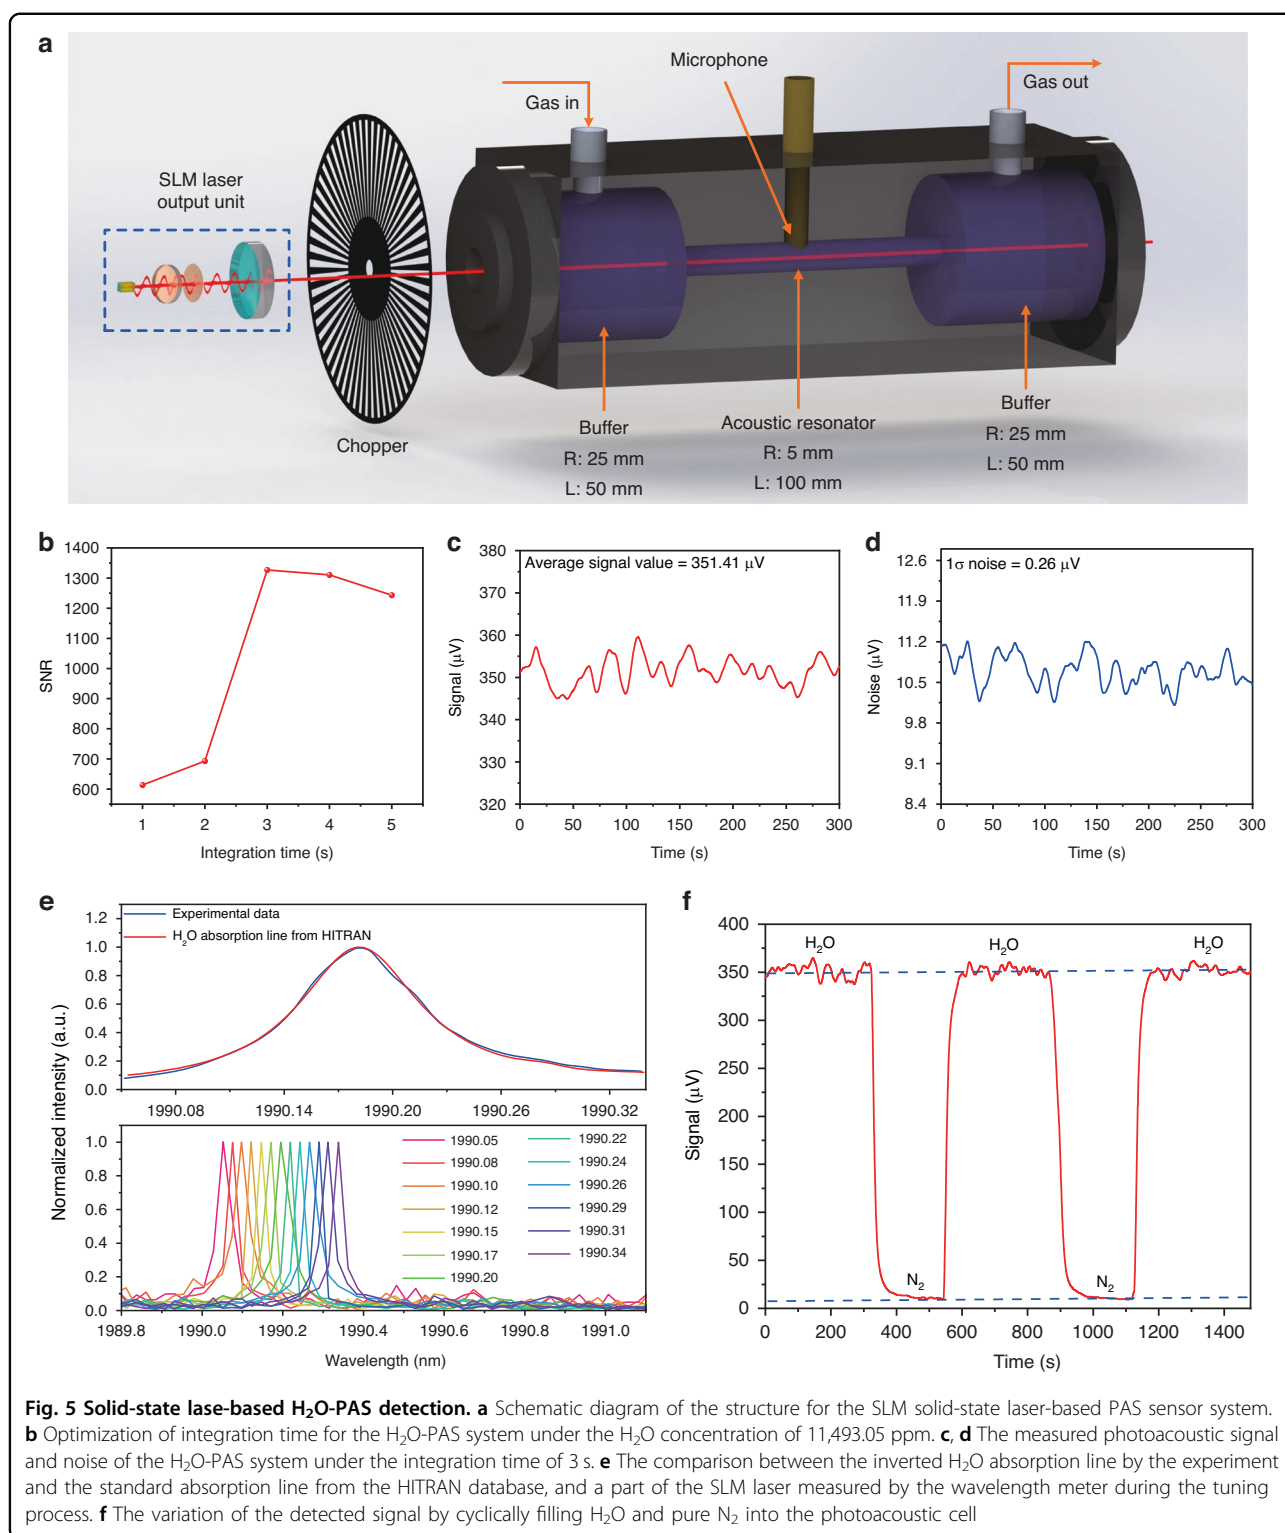 a
Microphone
Gas in
Gas out
SLM laser
output unit
Chopper
Buffer
R: 25 mm
L: 50 mm
Acoustic resonator
R: 5 mm
L: 100 mm
Buffer
R: 25 mm
L: 50 mm
b
1400
1300
1200
1100
1000
900
800
700
600
SNR
1 2 3 4 5
Integration time (s)
c
Average signal value = 351.41 μV
380
370
360
350
340
330
320
Signal (μV)
0 50 100 150 200 250 300
Time (s)
d
1σ noise = 0.26 μV
12.6
11.9
11.2
10.5
9.8
9.1
8.4
Noise (μV)
0 50 100 150 200 250 300
Time (s)
e
Experimental data
H₂O absorption line from HITRAN
1.2
1.0
0.8
0.6
0.4
0.2
0.0
1990.08 1990.14 1990.20 1990.26 1990.32
Normalized intensity (a.u.)
1.0
0.8
0.6
0.4
0.2
0.0
1990.05
1990.08
1990.10
1990.12
1990.15
1990.17
1990.20
1990.22
1990.24
1990.26
1990.29
1990.31
1990.34
1989.8 1990.0 1990.2 1990.4 1990.6 1990.8 1991.0
Wavelength (nm)
f
400
350
300
250
200
150
100
50
0
Signal (μV)
H₂O
H₂O
H₂O
N₂
N₂
0 200 400 600 800 1000 1200 1400
Time (s)
Fig. 5 Solid-state lase-based H₂O-PAS detection. a Schematic diagram of the structure for the SLM solid-state laser-based PAS sensor system.
b Optimization of integration time for the H₂O-PAS system under the H₂O concentration of 11,493.05 ppm. c, d The measured photoacoustic signal
and noise of the H₂O-PAS system under the integration time of 3 s. e The comparison between the inverted H₂O absorption line by the experiment
and the standard absorption line from the HITRAN database, and a part of the SLM laser measured by the wavelength meter during the tuning
process. f The variation of the detected signal by cyclically filling H₂O and pure N₂ into the photoacoustic cell